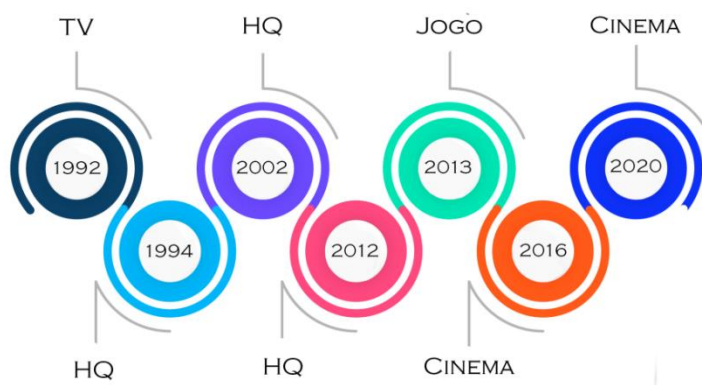 TV
HQ
JOGO
CINEMA
1992
2002
2013
2020
1994
2012
2016
HQ
HQ
CINEMA